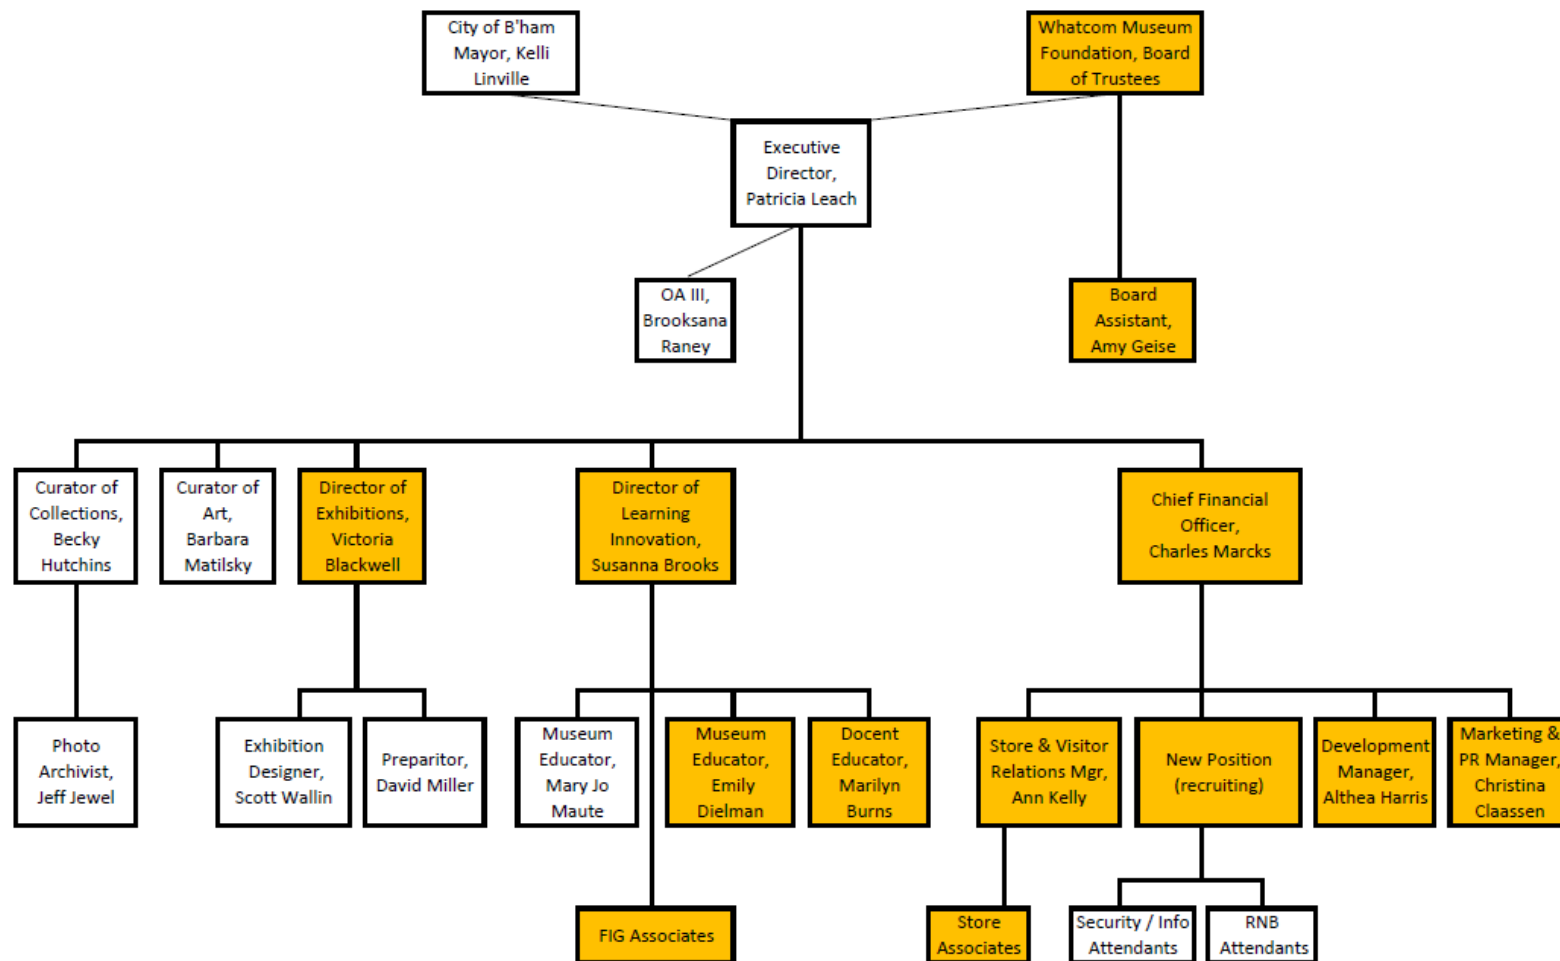 City of B'ham
Mayor, Kelli
Linville
Whatcom Museum
Foundation, Board
of Trustees
Executive
Director,
Patricia Leach
OA III,
Brooksana
Raney
Board
Assistant,
Amy Geise
Curator of
Collections,
Becky
Hutchins
Curator of
Art,
Barbara
Matilsky
Director of
Exhibitions,
Victoria
Blackwell
Director of
Learning
Innovation,
Susanna Brooks
Chief Financial
Officer,
Charles Marcks
Photo
Archivist,
Jeff Jewel
Exhibition
Designer,
Scott Wallin
Preparitor,
David Miller
Museum
Educator,
Mary Jo
Maute
Museum
Educator,
Emily
Dielman
Docent
Educator,
Marilyn
Burns
Store & Visitor
Relations Mgr,
Ann Kelly
New Position
(recruiting)
Development
Manager,
Althea Harris
Marketing &
PR Manager,
Christina
Claassen
FIG Associates
Store
Associates
Security / Info
Attendants
RNB
Attendants